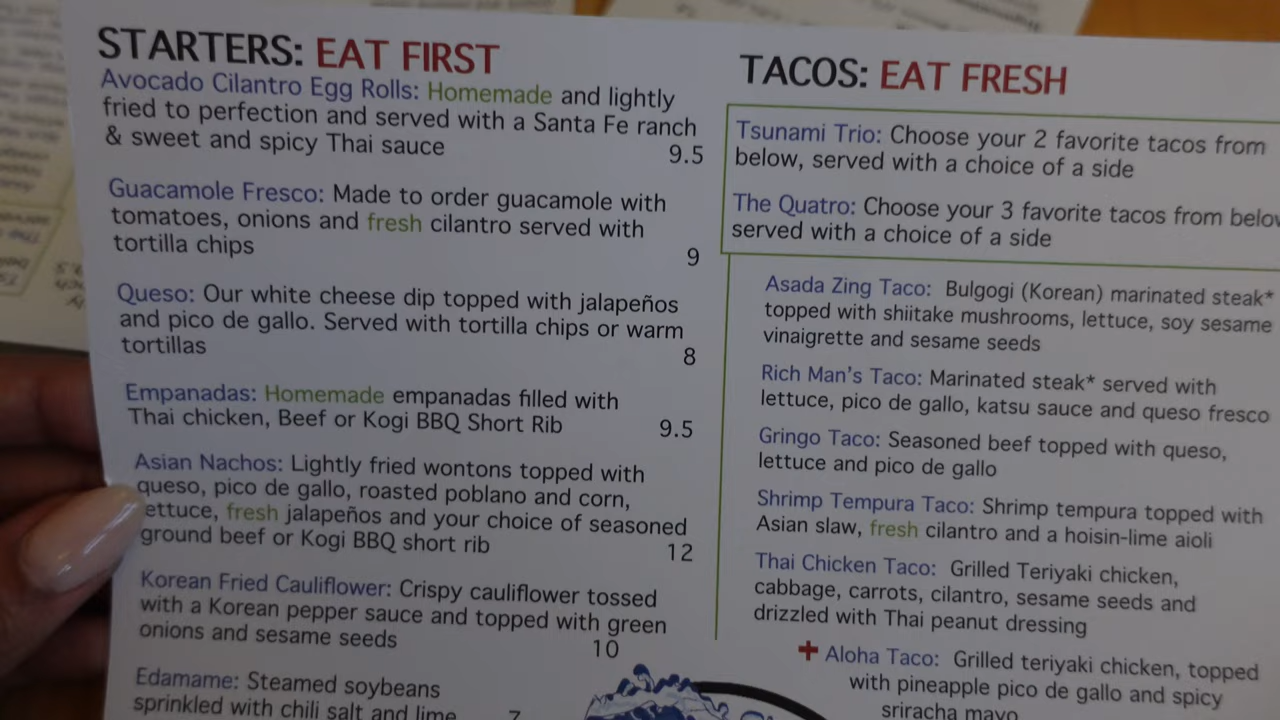 STARTERS: EAT FIRST
Avocado Cilantro Egg Rolls: Homemade and lightly
fried to perfection and served with a Santa Fe ranch
& sweet and spicy Thai sauce
9.5
Guacamole Fresco: Made to order guacamole with
tomatoes, onions and fresh cilantro served with
tortilla chips
9
Queso: Our white cheese dip topped with jalapeños
and pico de gallo. Served with tortilla chips or warm
tortillas
8
Empanadas: Homemade empanadas filled with
Thai chicken, Beef or Kogi BBQ Short Rib
9.5
Asian Nachos: Lightly fried wontons topped with
queso, pico de gallo, roasted poblano and corn,
lettuce, fresh jalapeños and your choice of seasoned
ground beef or Kogi BBQ short rib
12
Korean Fried Cauliflower: Crispy cauliflower tossed
with a Korean pepper sauce and topped with green
onions and sesame seeds
10
Edamame: Steamed soybeans
sprinkled with chili salt and lime
7
TACOS: EAT FRESH
Tsunami Trio: Choose your 2 favorite tacos from
below, served with a choice of a side
The Quatro: Choose your 3 favorite tacos from below
served with a choice of a side
Asada Zing Taco: Bulgogi (Korean) marinated steak*
topped with shiitake mushrooms, lettuce, soy sesame
vinaigrette and sesame seeds
Rich Man's Taco: Marinated steak* served with
lettuce, pico de gallo, katsu sauce and queso fresco
Gringo Taco: Seasoned beef topped with queso,
lettuce and pico de gallo
Shrimp Tempura Taco: Shrimp tempura topped with
Asian slaw, fresh cilantro and a hoisin-lime aioli
Thai Chicken Taco: Grilled Teriyaki chicken,
cabbage, carrots, cilantro, sesame seeds and
drizzled with Thai peanut dressing
+ Aloha Taco: Grilled teriyaki chicken, topped
with pineapple pico de gallo and spicy
sriracha mayo